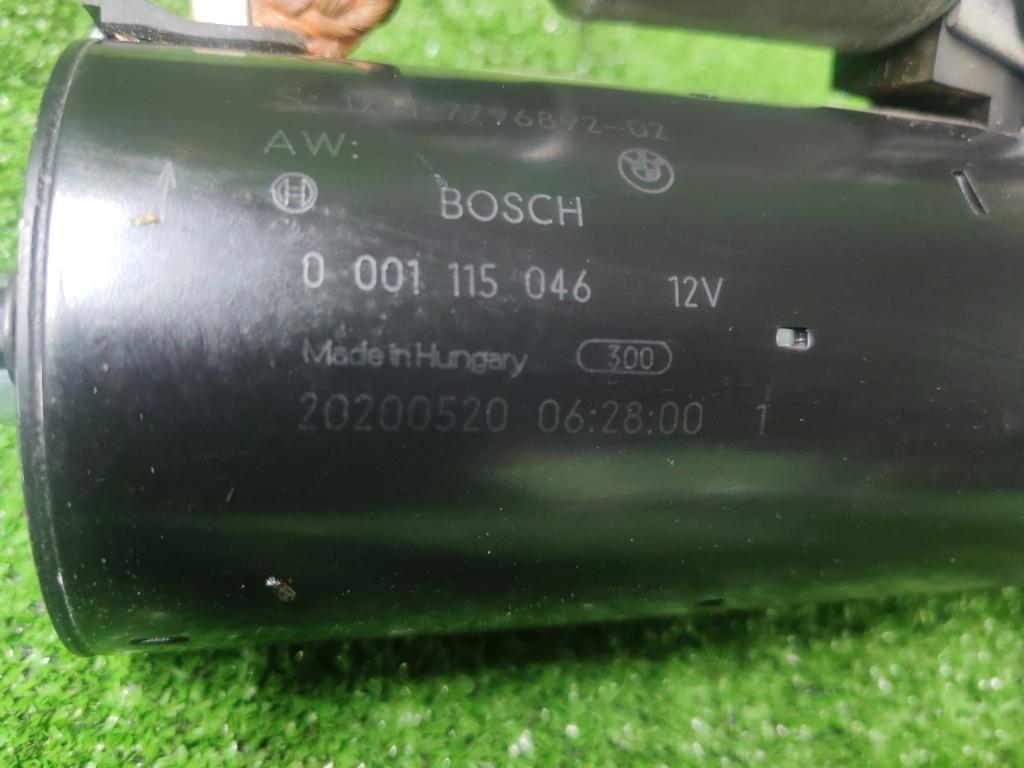 7796892-02
AW:
BOSCH
0 001 115 046 12V
Made in Hungary 300
20200520 06:28:00 1